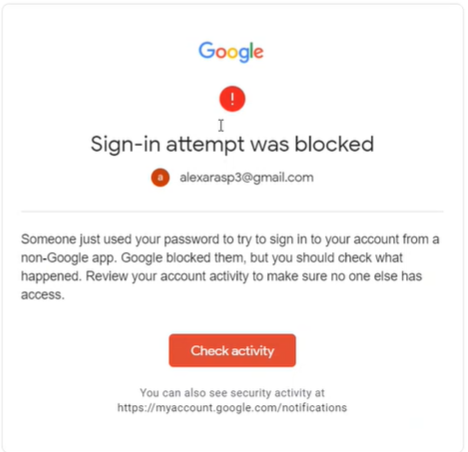 Google
!
Sign-in attempt was blocked
a alexarasp3@gmail.com
Someone just used your password to try to sign in to your account from a
non-Google app. Google blocked them, but you should check what
happened. Review your account activity to make sure no one else has
access.
Check activity
You can also see security activity at
https://myaccount.google.com/notifications